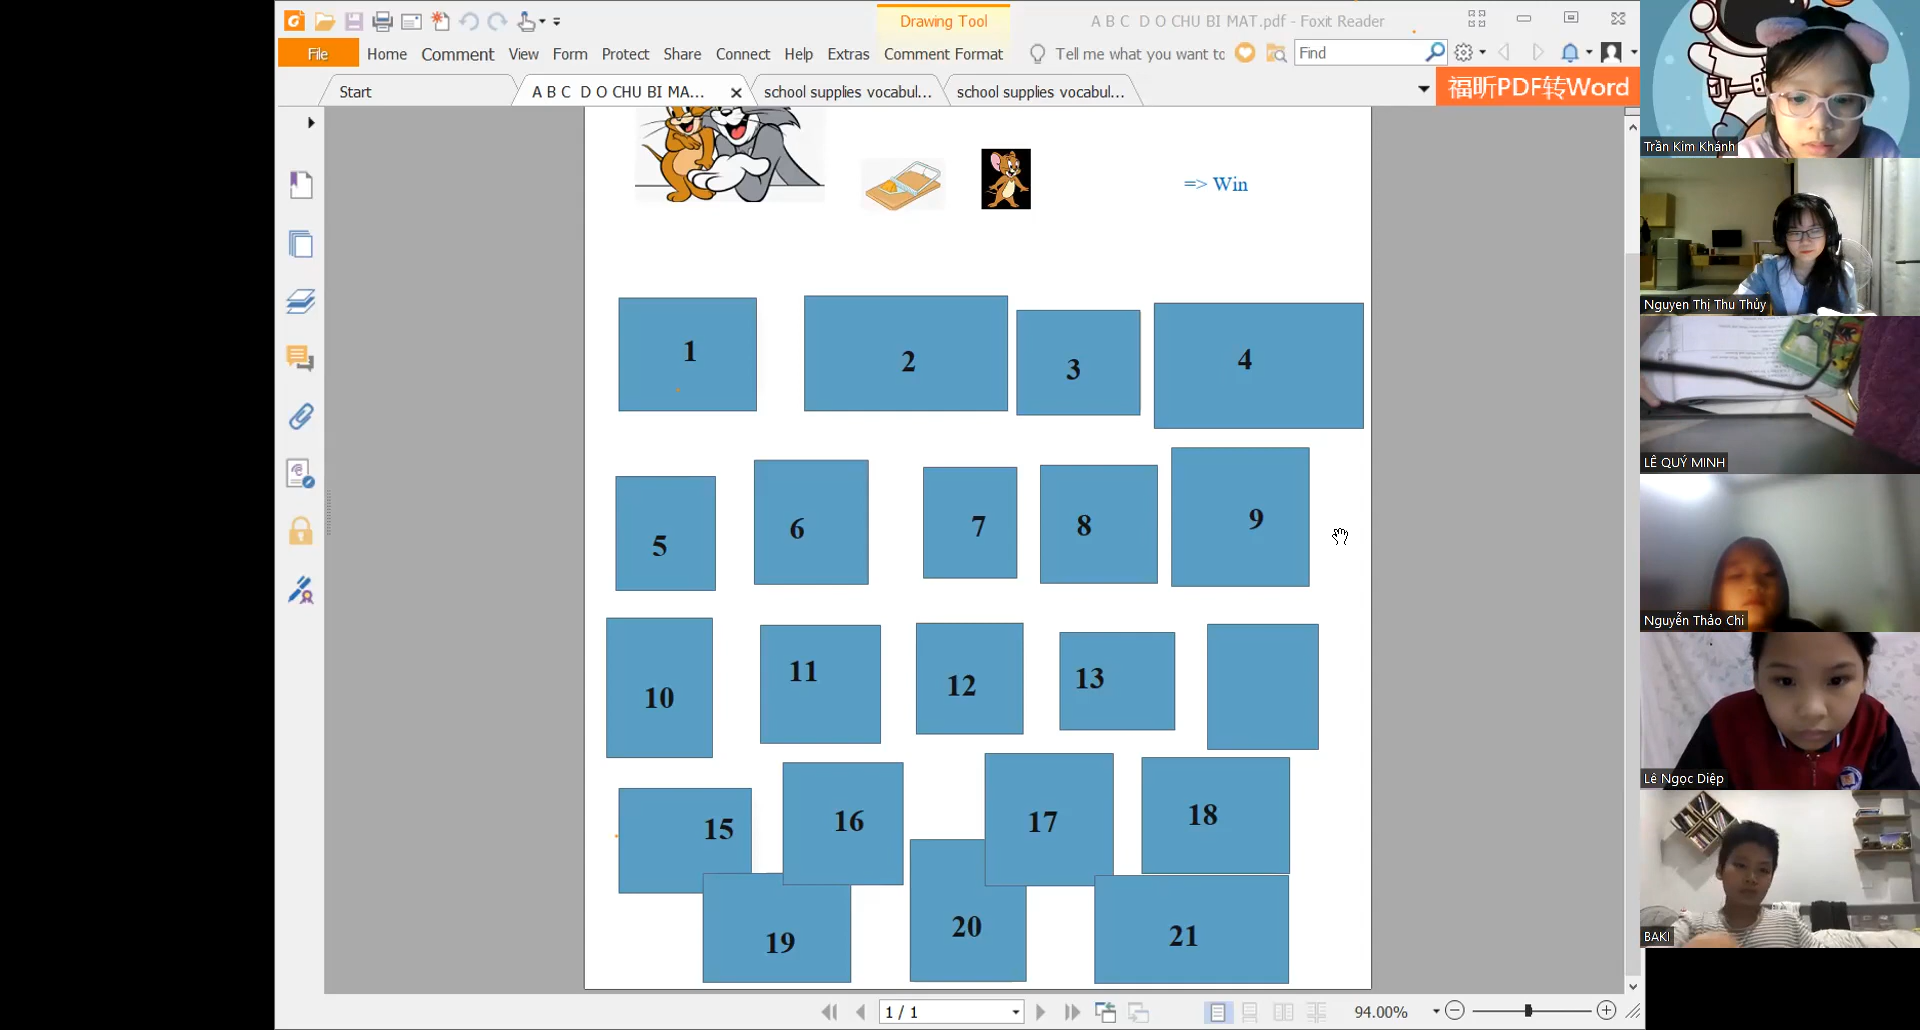 Drawing Tool
A B C  D O CHU BI MAT.pdf - Foxit Reader
File Home Comment View Form Protect Share Connect Help Extras Comment Format Tell me what you want to Find
Start
A B C  D O CHU BI MA...
school supplies vocabul...
school supplies vocabul...
福昕PDF转Word
=> Win
1
2
3
4
5
6
7
8
9
10
11
12
13
15
16
17
18
19
20
21
1 / 1
94.00%
Trần Kim Khánh
Nguyen Thị Thu Thủy
LÊ QUÝ MINH
Nguyễn Thảo Chi
Lê Ngọc Diệp
BAKI